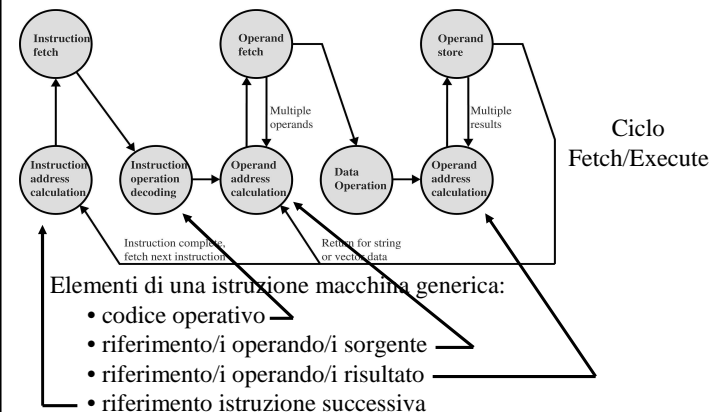 Instruction
fetch
Operand
fetch
Operand
store
Multiple
operands
Multiple
results
Ciclo
Fetch/Execute
Instruction
address
calculation
Instruction
operation
decoding
Operand
address
calculation
Data
Operation
Operand
address
calculation
Instruction complete,
fetch next instruction
Return for string
or vector data
Elementi di una istruzione macchina generica:
• codice operativo
• riferimento/i operando/i sorgente
• riferimento/i operando/i risultato
• riferimento istruzione successiva